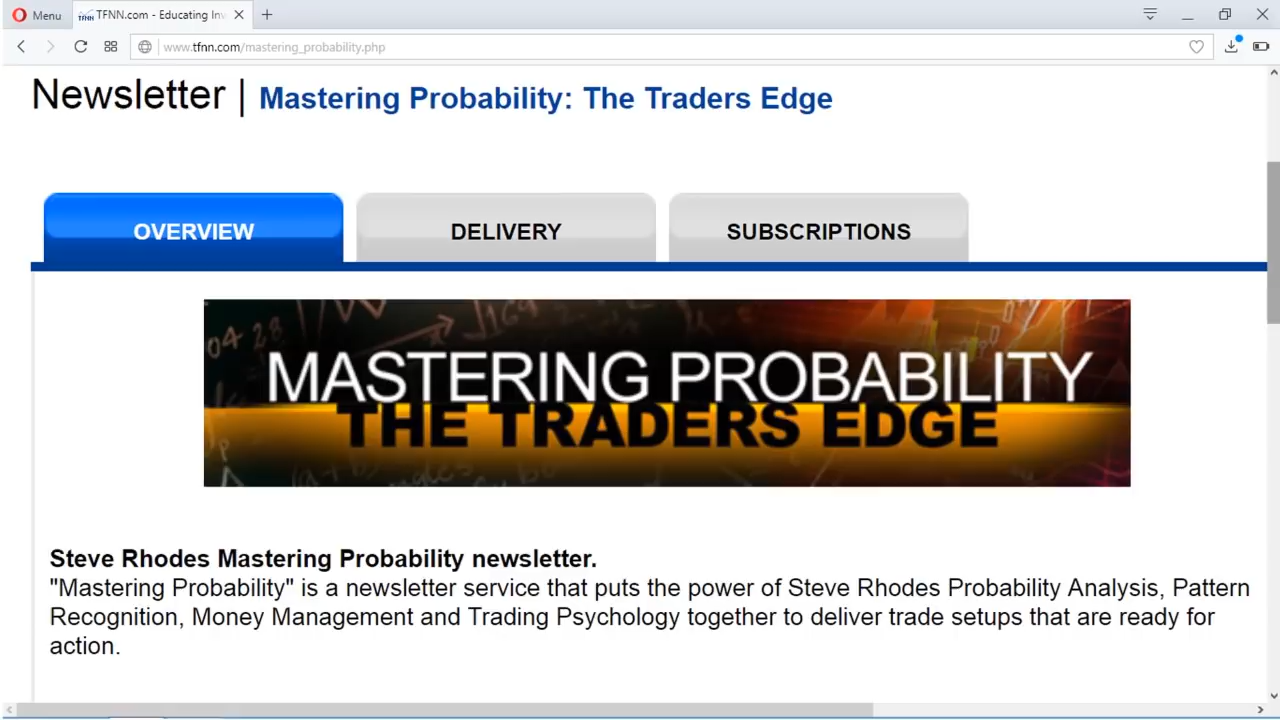 Menu
TFNN.com - Educating Inv
www.tfnn.com/mastering_probability.php
Newsletter | Mastering Probability: The Traders Edge
OVERVIEW
DELIVERY
SUBSCRIPTIONS
MASTERING PROBABILITY
THE TRADERS EDGE
Steve Rhodes Mastering Probability newsletter.
"Mastering Probability" is a newsletter service that puts the power of Steve Rhodes Probability Analysis, Pattern
Recognition, Money Management and Trading Psychology together to deliver trade setups that are ready for
action.